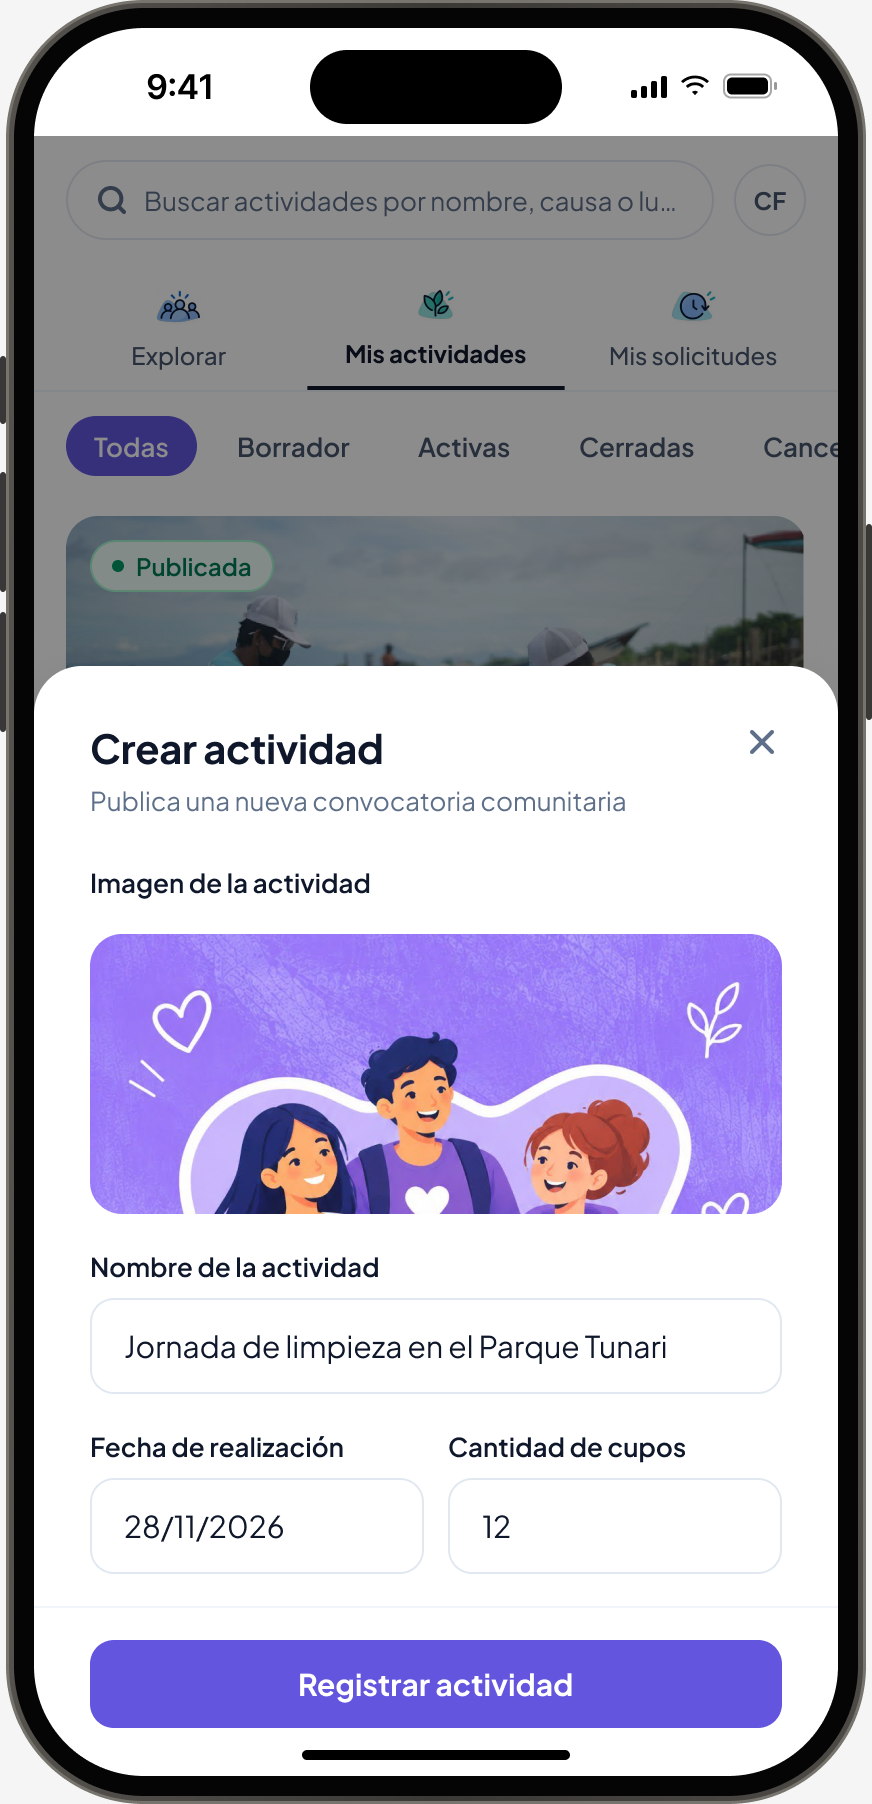 9:41
Buscar actividades por nombre, causa o lu...
CF
Explorar
Mis actividades
Mis solicitudes
Todas
Borrador
Activas
Cerradas
Cance
Publicada
Crear actividad
Publica una nueva convocatoria comunitaria
Imagen de la actividad
Nombre de la actividad
Jornada de limpieza en el Parque Tunari
Fecha de realización
Cantidad de cupos
28/11/2026
12
Registrar actividad